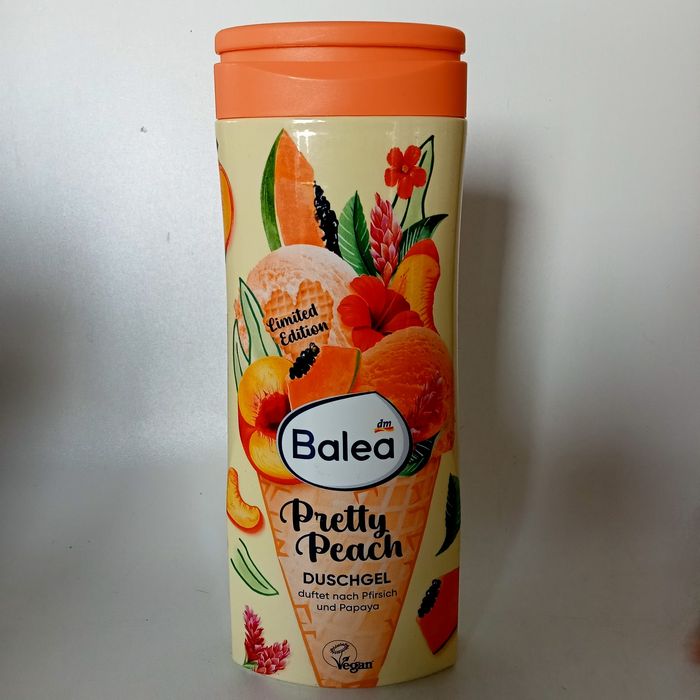 Limited
Edition
dm
Balea
Pretty
Peach
DUSCHGEL
duftet nach Pfirsich
und Papaya
Vegan